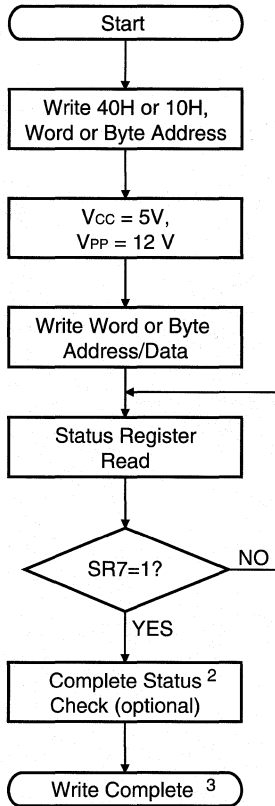 Start
Write 40H or 10H,
Word or Byte Address
Vcc = 5V,
VPP = 12 V
Write Word or Byte
Address/Data
Status Register
Read
SR7=1?
NO
YES
Complete Status 2
Check (optional)
Write Complete 3